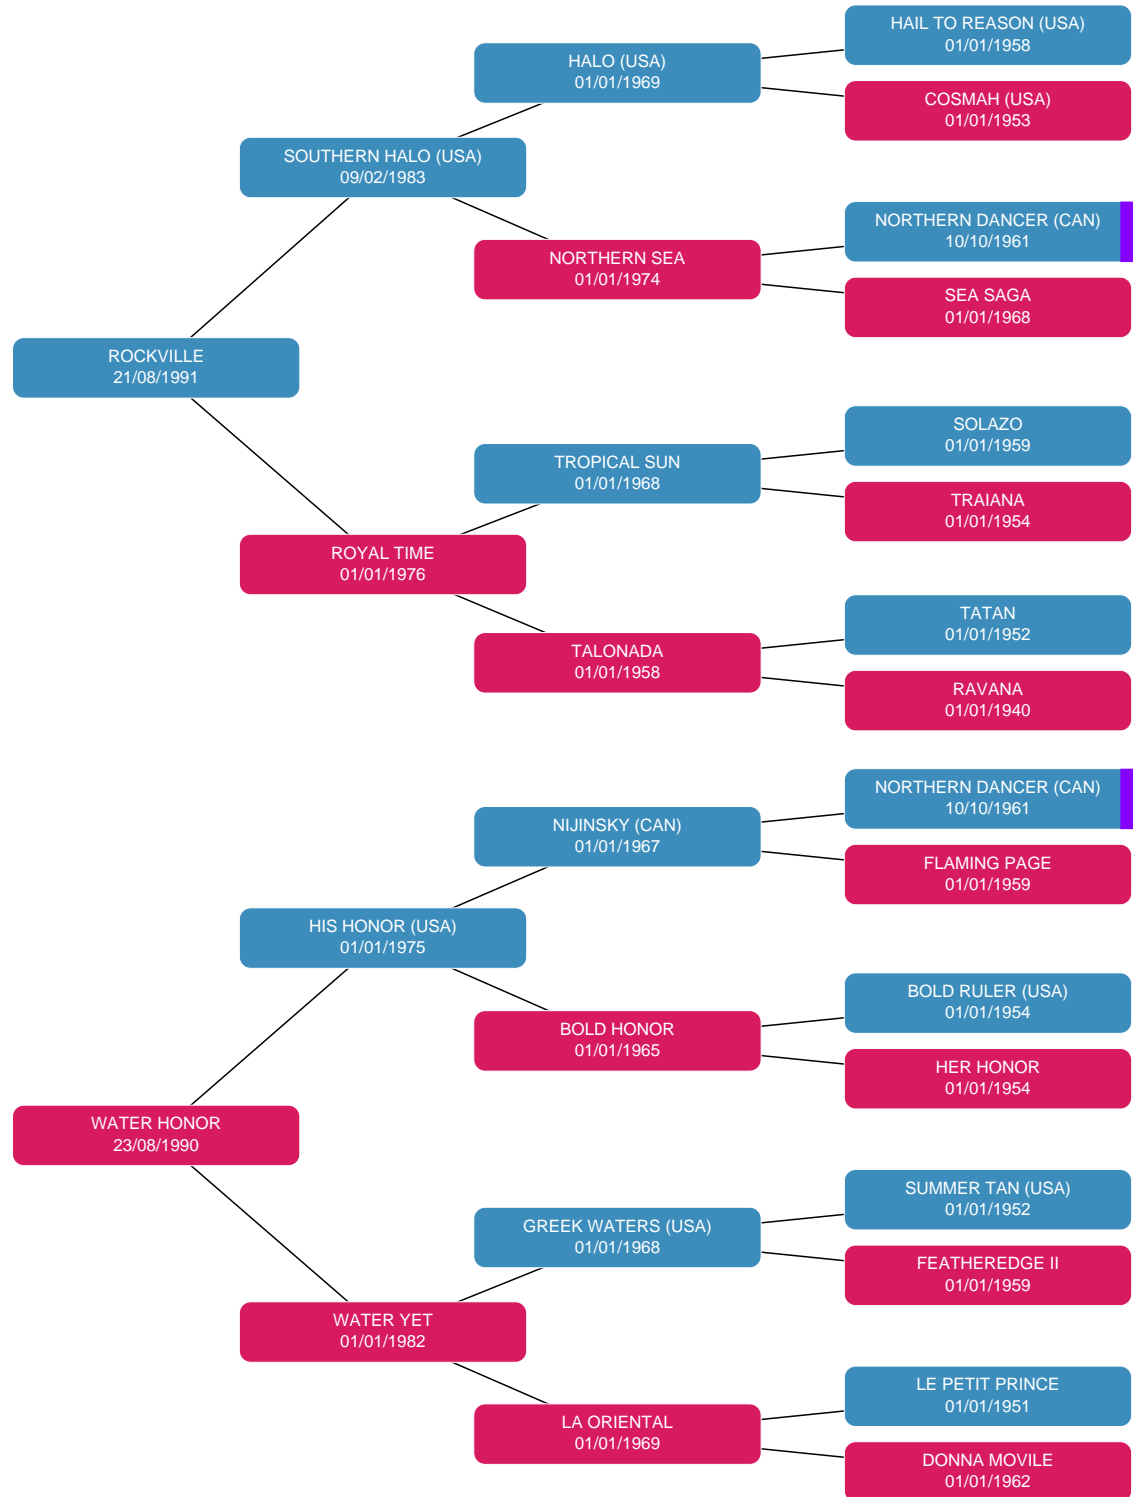 HAIL TO REASON (USA)
01/01/1958
HALO (USA)
01/01/1969
COSMAH (USA)
01/01/1953
SOUTHERN HALO (USA)
09/02/1983
NORTHERN DANCER (CAN)
10/10/1961
NORTHERN SEA
01/01/1974
SEA SAGA
01/01/1968
ROCKVILLE
21/08/1991
SOLAZO
01/01/1959
TROPICAL SUN
01/01/1968
TRAIANA
01/01/1954
ROYAL TIME
01/01/1976
TATAN
01/01/1952
TALONADA
01/01/1958
RAVANA
01/01/1940
NORTHERN DANCER (CAN)
10/10/1961
NIJINSKY (CAN)
01/01/1967
FLAMING PAGE
01/01/1959
HIS HONOR (USA)
01/01/1975
BOLD RULER (USA)
01/01/1954
BOLD HONOR
01/01/1965
HER HONOR
01/01/1954
WATER HONOR
23/08/1990
SUMMER TAN (USA)
01/01/1952
GREEK WATERS (USA)
01/01/1968
FEATHEREDGE II
01/01/1959
WATER YET
01/01/1982
LE PETIT PRINCE
01/01/1951
LA ORIENTAL
01/01/1969
DONNA MOVILE
01/01/1962